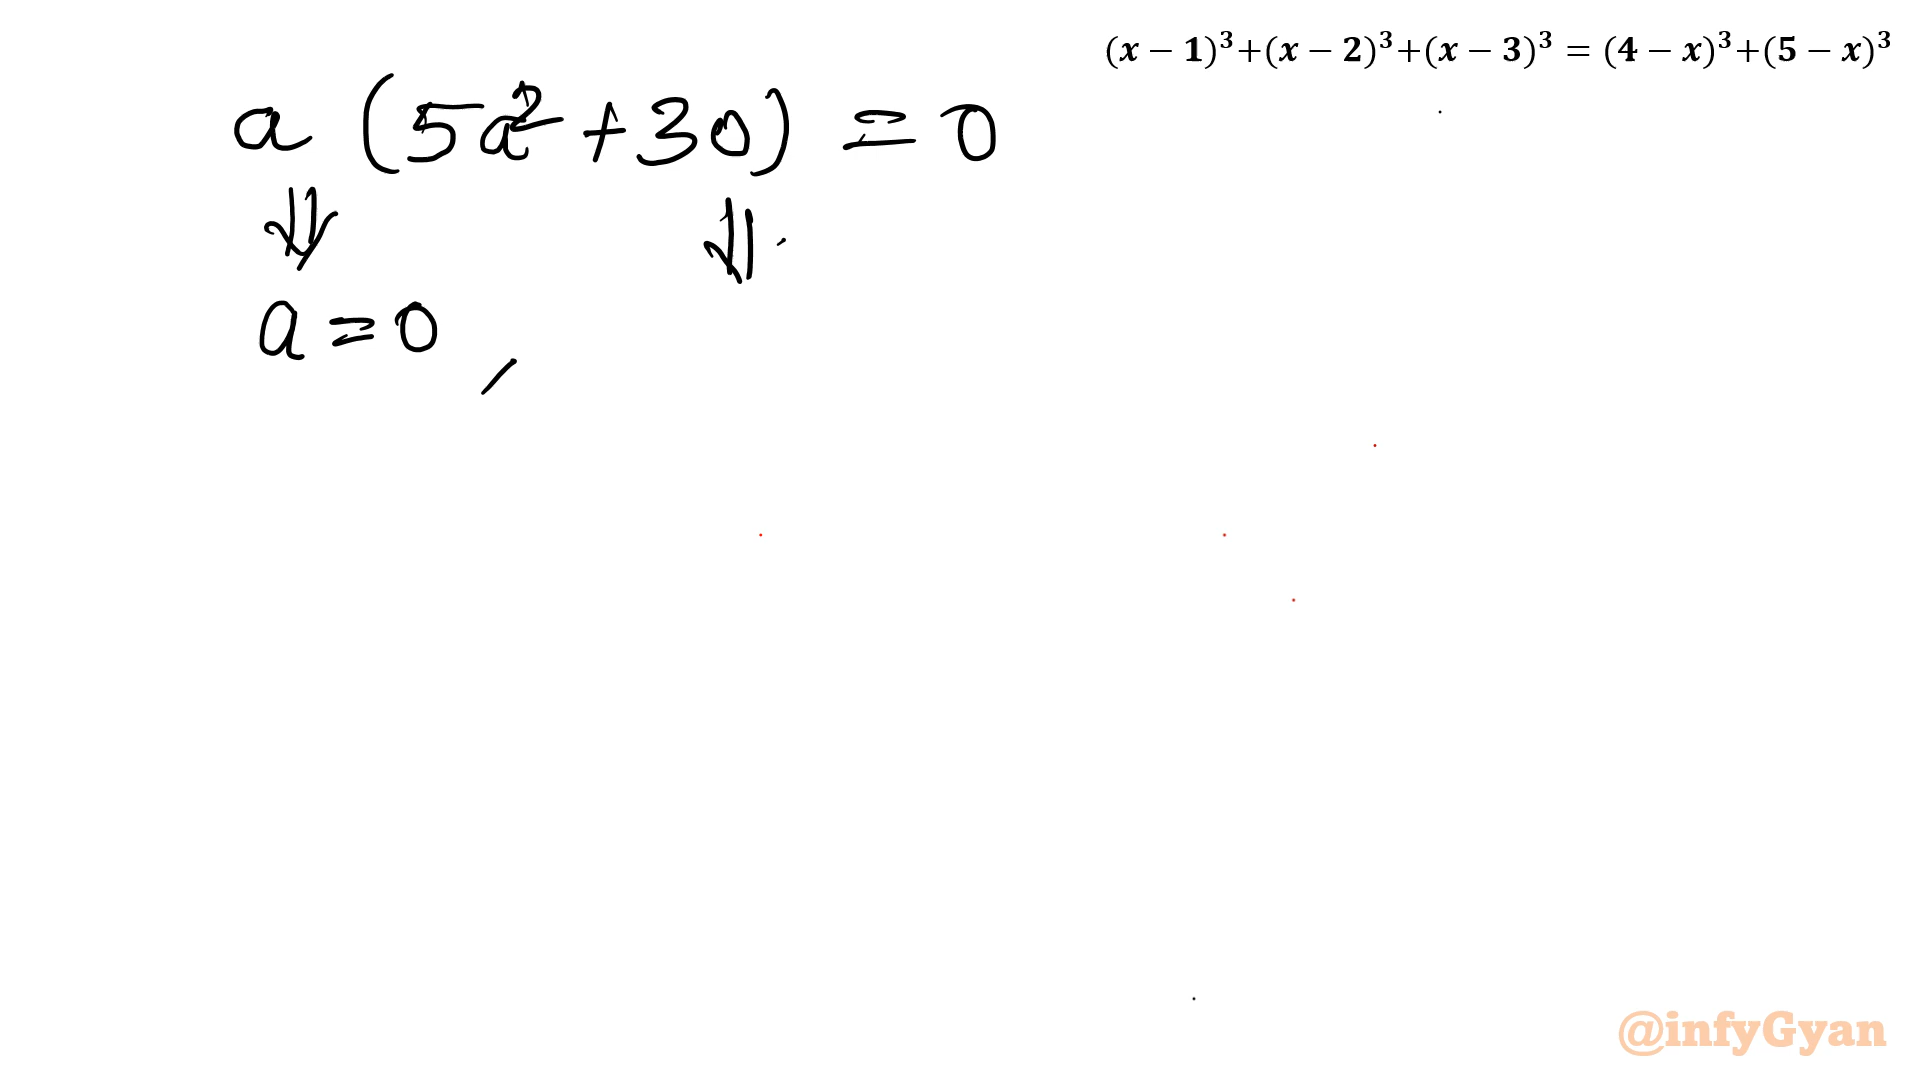 (x − 1)³+(x − 2)³+(x − 3)³ = (4 − x)³+(5 − x)³
a (5a² + 30) = 0
a = 0 ,
@infyGyan